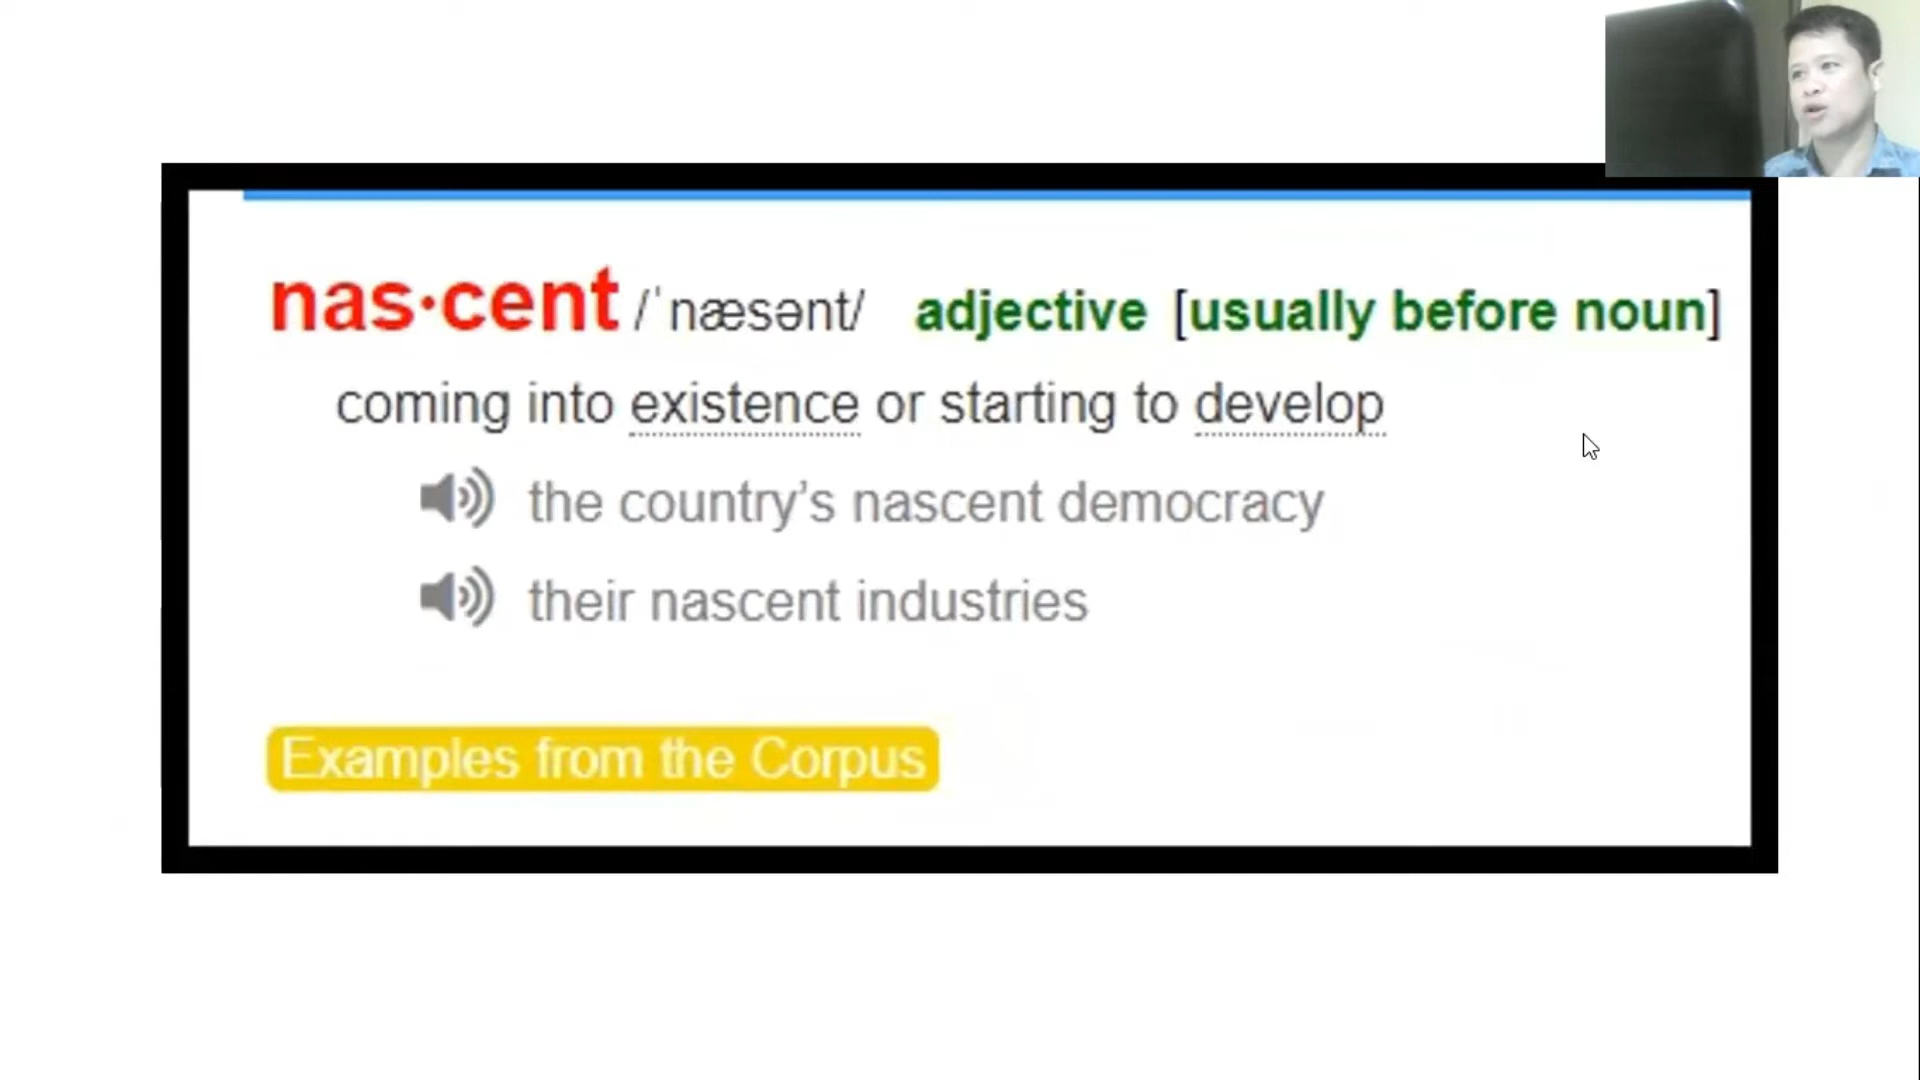 nas·cent /ˈnæsənt/ adjective [usually before noun]
coming into existence or starting to develop
the country’s nascent democracy
their nascent industries
Examples from the Corpus